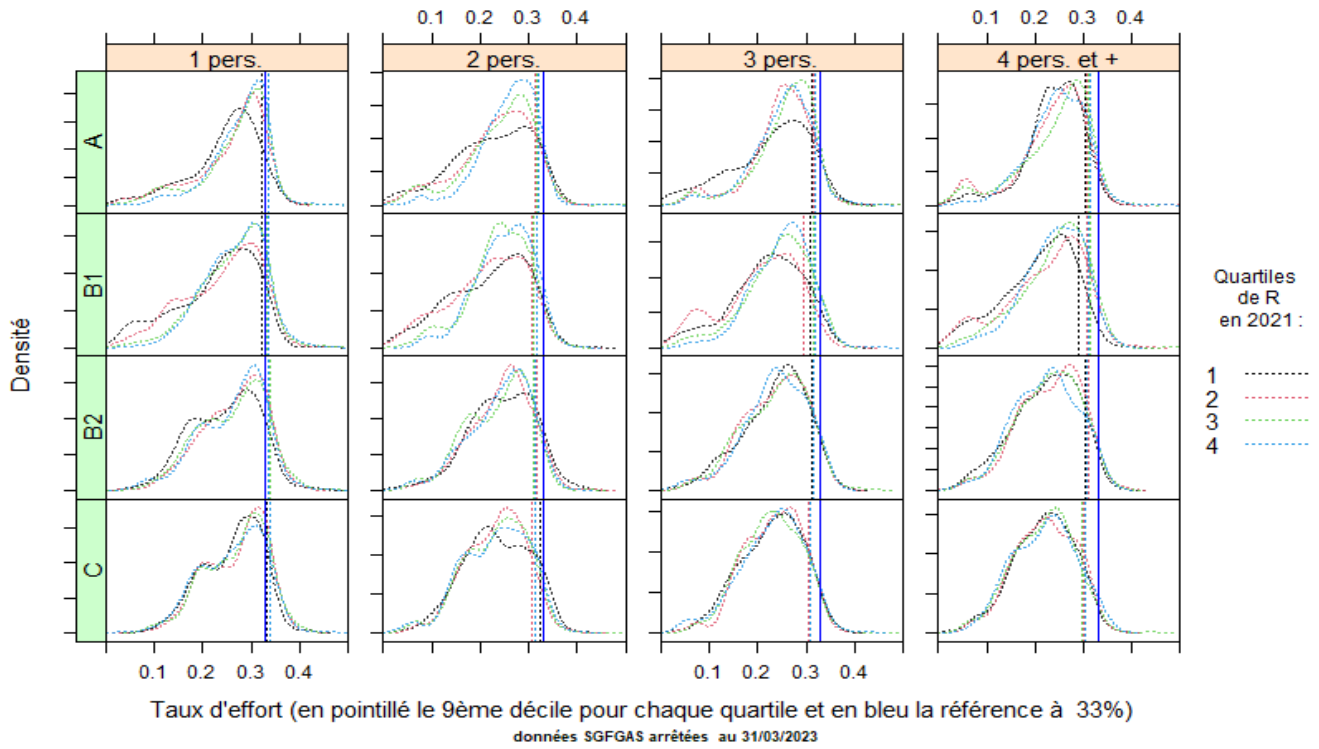 0.1 0.2 0.3 0.4
0.1 0.2 0.3 0.4
1 pers.
2 pers.
3 pers.
4 pers. et +
A
B1
B2
C
Densité
Quartiles
de R
en 2021 :
1
2
3
4
0.1 0.2 0.3 0.4
0.1 0.2 0.3 0.4
Taux d'effort (en pointillé le 9ème décile pour chaque quartile et en bleu la référence à 33%)
données SGFGAS arrêtées au 31/03/2023